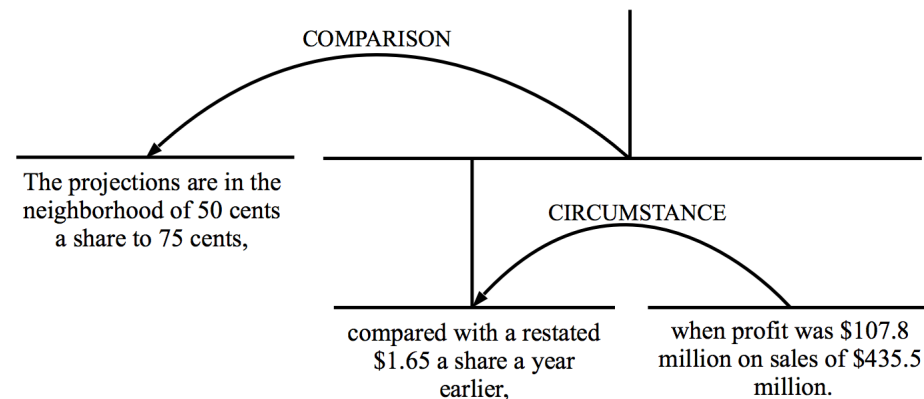 COMPARISON
The projections are in the
neighborhood of 50 cents
a share to 75 cents,
CIRCUMSTANCE
compared with a restated
$1.65 a share a year
earlier,
when profit was $107.8
million on sales of $435.5
million.